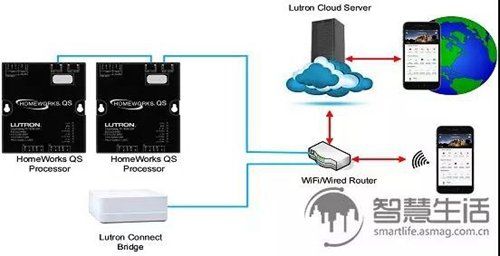 Lutron Cloud Server
HOMEWORKS QS
LUTRON
HOMEWORKS QS
LUTRON
HomeWorks QS
Processor
HomeWorks QS
Processor
WiFi/Wired Router
Lutron Connect
Bridge
智慧生活
smartlife.asmag.com.cn